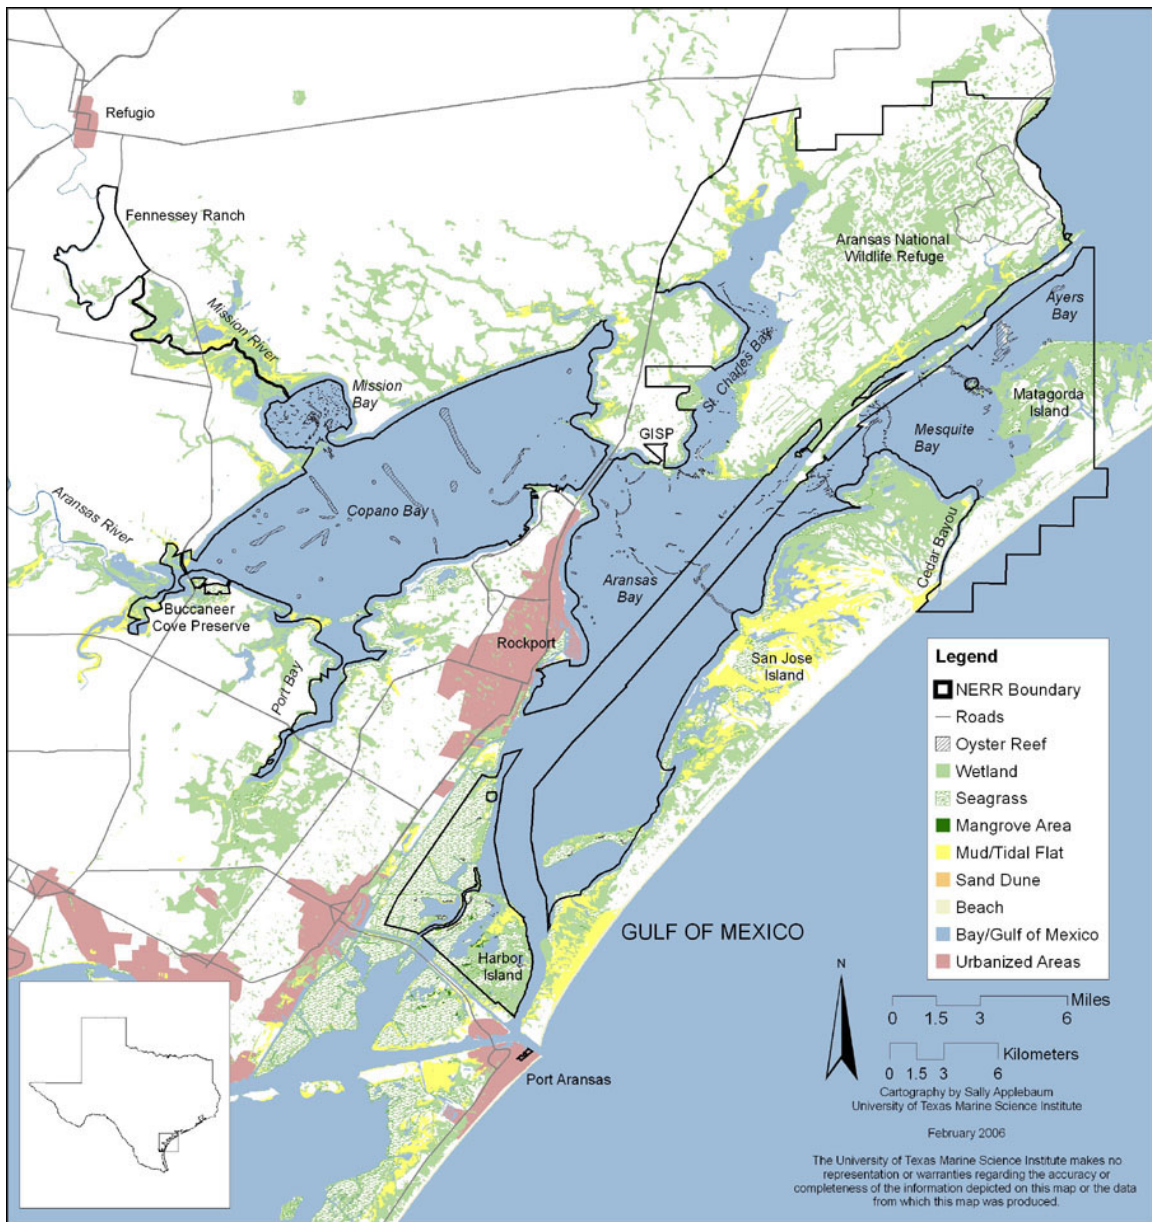 Refugio
Fennessey Ranch
Aransas National
Wildlife Refuge
Mission River
Ayers
Bay
St. Charles Bay
Mission
Bay
Matagorda
Island
GISP
Mesquite
Bay
Aransas River
Copano Bay
Cedar Bayou
Aransas
Bay
Buccaneer
Cove Preserve
Rockport
San Jose
Island
Port Bay
Legend
NERR Boundary
Roads
Oyster Reef
Wetland
Seagrass
Mangrove Area
Mud/Tidal Flat
Sand Dune
Beach
Bay/Gulf of Mexico
Urbanized Areas
GULF OF MEXICO
Harbor
Island
N
Miles
0 1.5 3 6
Kilometers
0 1.5 3 6
Port Aransas
Cartography by Sally Applebaum
University of Texas Marine Science Institute
February 2006
The University of Texas Marine Science Institute makes no
representation or warranties regarding the accuracy or
completeness of the information depicted on this map or the data
from which this map was produced.